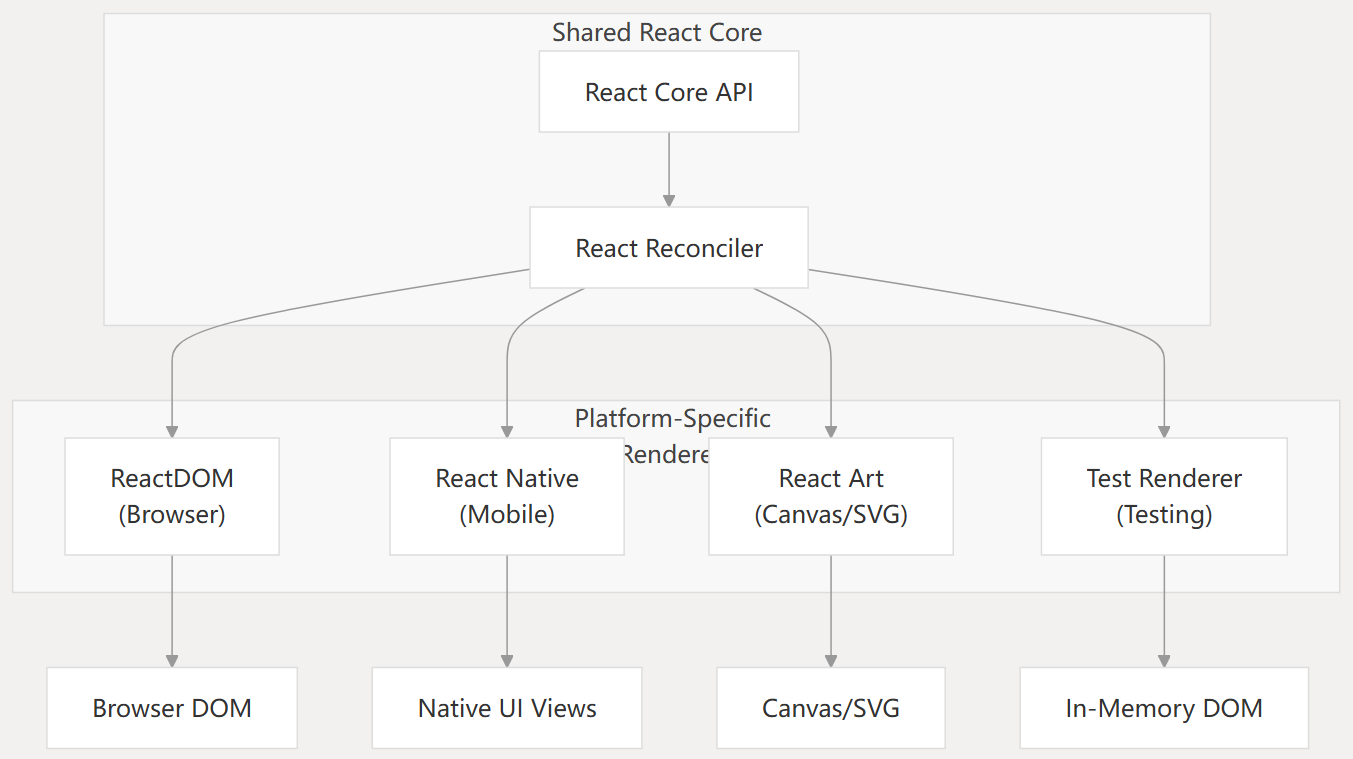 Shared React Core
React Core API
React Reconciler
Platform-Specific
Rendere
ReactDOM
(Browser)
React Native
(Mobile)
React Art
(Canvas/SVG)
Test Renderer
(Testing)
Browser DOM
Native UI Views
Canvas/SVG
In-Memory DOM